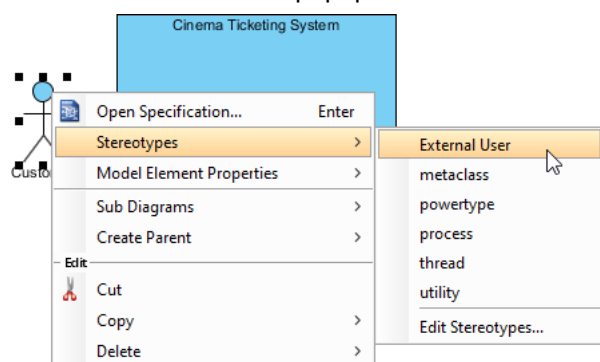 Cinema Ticketing System
Open Specification... Enter
Stereotypes
External User
Model Element Properties
metaclass
Sub Diagrams
powertype
Create Parent
process
Edit
thread
Cut
utility
Copy
Edit Stereotypes...
Delete